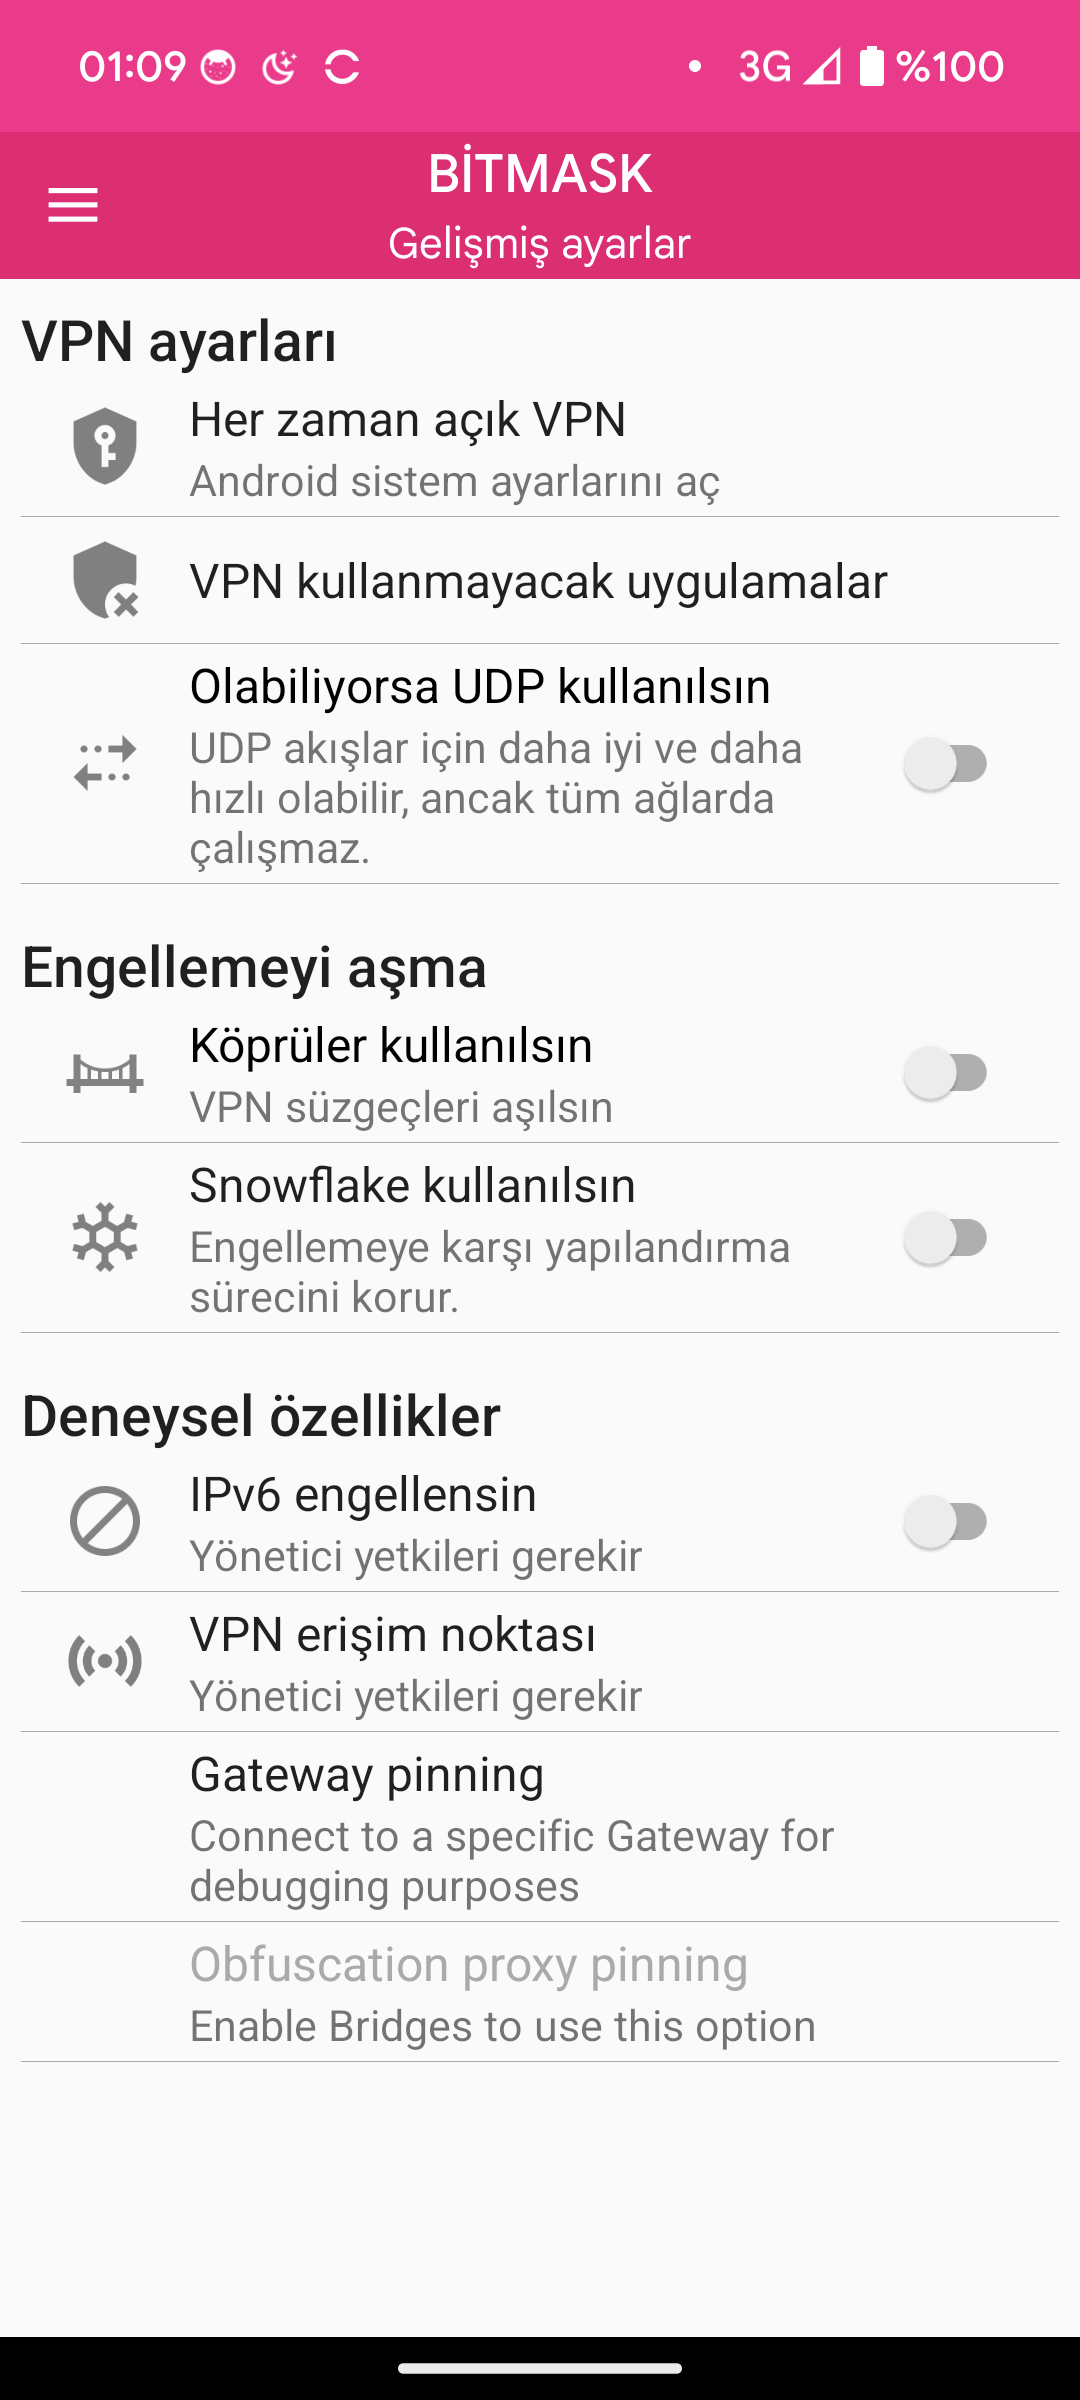 01:09
3G %100
BİTMASK
Gelişmiş ayarlar
VPN ayarları
Her zaman açık VPN
Android sistem ayarlarını aç
VPN kullanmayacak uygulamalar
Olabiliyorsa UDP kullanılsın
UDP akışlar için daha iyi ve daha
hızlı olabilir, ancak tüm ağlarda
çalışmaz.
Engellemeyi aşma
Köprüler kullanılsın
VPN süzgeçleri aşılsın
Snowflake kullanılsın
Engellemeye karşı yapılandırma
sürecini korur.
Deneysel özellikler
IPv6 engellensin
Yönetici yetkileri gerekir
VPN erişim noktası
Yönetici yetkileri gerekir
Gateway pinning
Connect to a specific Gateway for
debugging purposes
Obfuscation proxy pinning
Enable Bridges to use this option